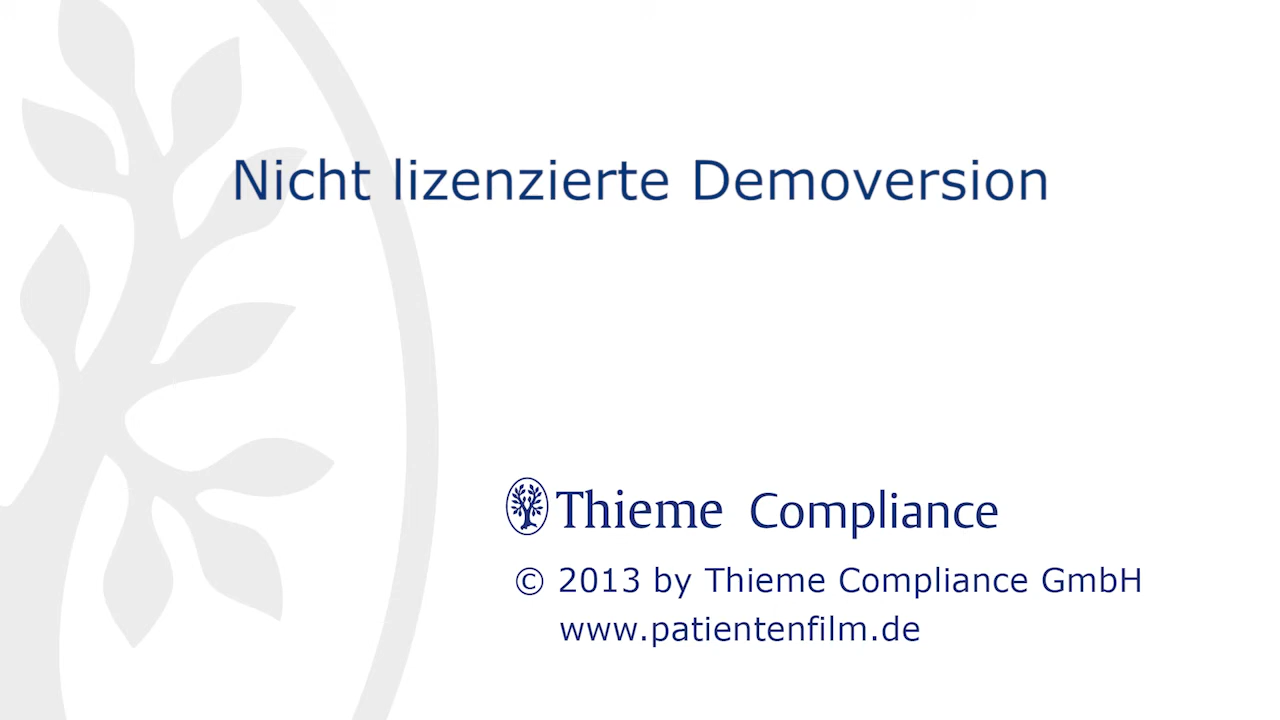 Nicht lizenzierte Demoversion
Thieme Compliance
© 2013 by Thieme Compliance GmbH
www.patientenfilm.de